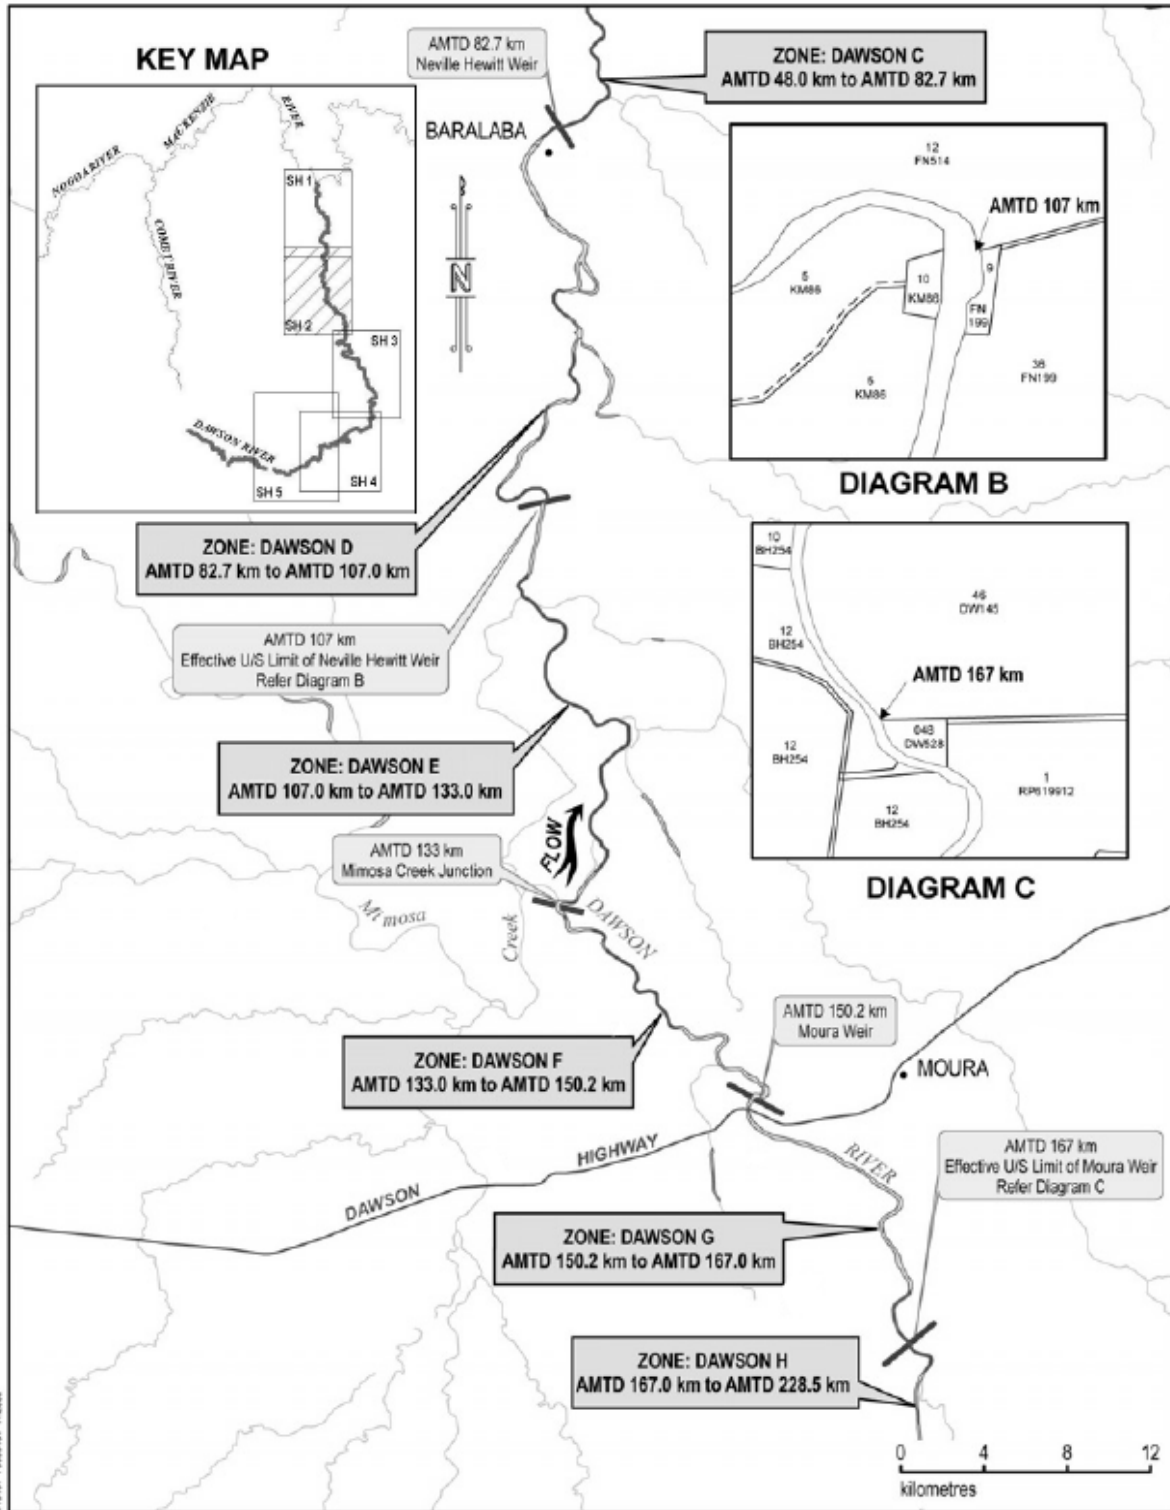 KEY MAP
NOGOA RIVER
MACKENZIE
RIVER
COMET RIVER
DAWSON RIVER
SH 1
SH 2
SH 3
SH 4
SH 5
AMTD 82.7 km
Neville Hewitt Weir
BARALABA
N
ZONE: DAWSON C
AMTD 48.0 km to AMTD 82.7 km
12
FN514
AMTD 107 km
5
KM86
10
KM86
9
FN
199
38
FN199
KM86
DIAGRAM B
ZONE: DAWSON D
AMTD 82.7 km to AMTD 107.0 km
AMTD 107 km
Effective U/S Limit of Neville Hewitt Weir
Refer Diagram B
10
BH254
46
DW145
12
BH254
AMTD 167 km
DW528
12
BH254
1
RP619912
12
BH254
DIAGRAM C
ZONE: DAWSON E
AMTD 107.0 km to AMTD 133.0 km
FLOW
AMTD 133 km
Mimosa Creek Junction
Mimosa
Creek
DAWSON
AMTD 150.2 km
Moura Weir
ZONE: DAWSON F
AMTD 133.0 km to AMTD 150.2 km
MOURA
HIGHWAY
DAWSON
RIVER
AMTD 167 km
Effective U/S Limit of Moura Weir
Refer Diagram C
ZONE: DAWSON G
AMTD 150.2 km to AMTD 167.0 km
ZONE: DAWSON H
AMTD 167.0 km to AMTD 228.5 km
0 4 8 12
kilometres